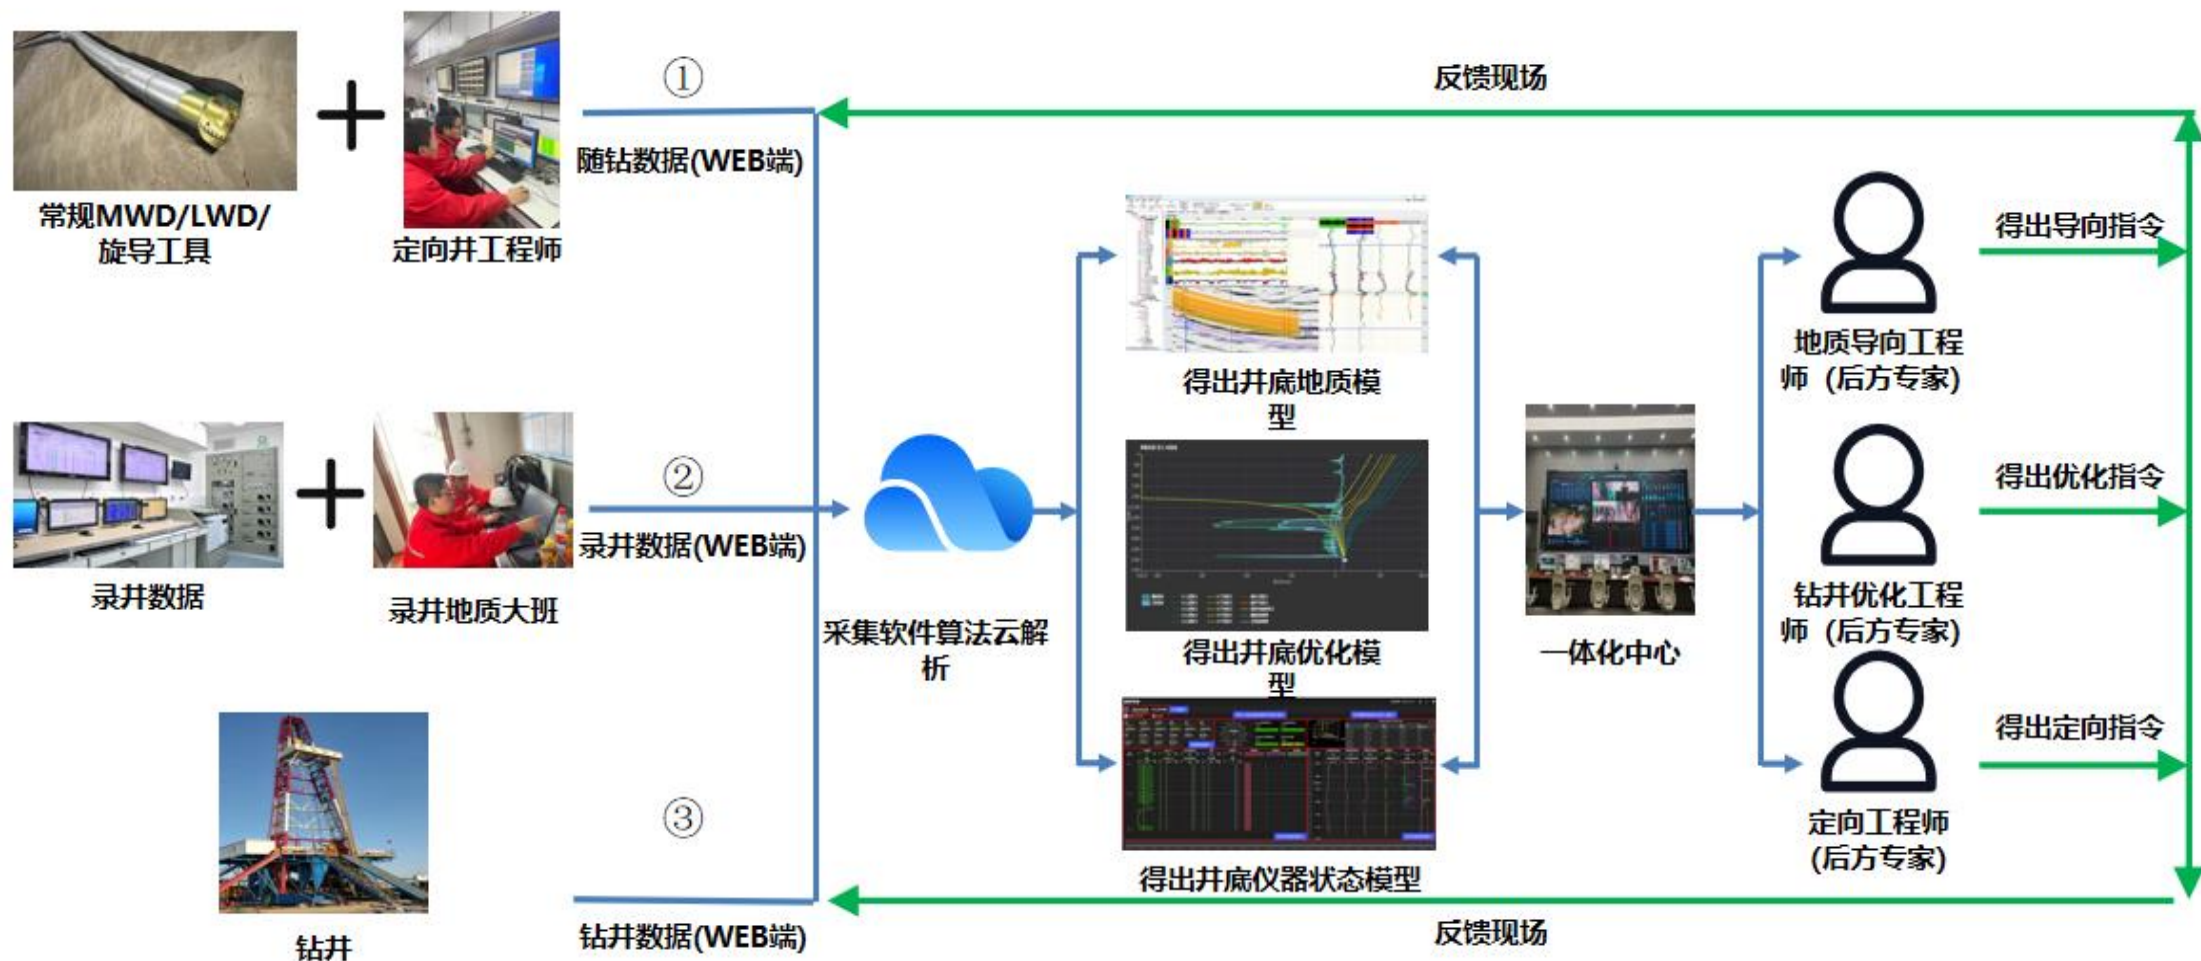 ①
反馈现场
随钻数据(WEB端)
常规MWD/LWD/
旋导工具
定向井工程师
得出导向指令
地质导向工程
师（后方专家)
得出井底地质模
型
②
得出优化指令
录井数据(WEB端)
录井数据
录井地质大班
采集软件算法云解
析
得出井底优化模
型
一体化中心
钻井优化工程
师（后方专家)
③
得出定向指令
定向工程师
(后方专家)
得出井底仪器状态模型
钻井数据(WEB端)
反馈现场
钻井